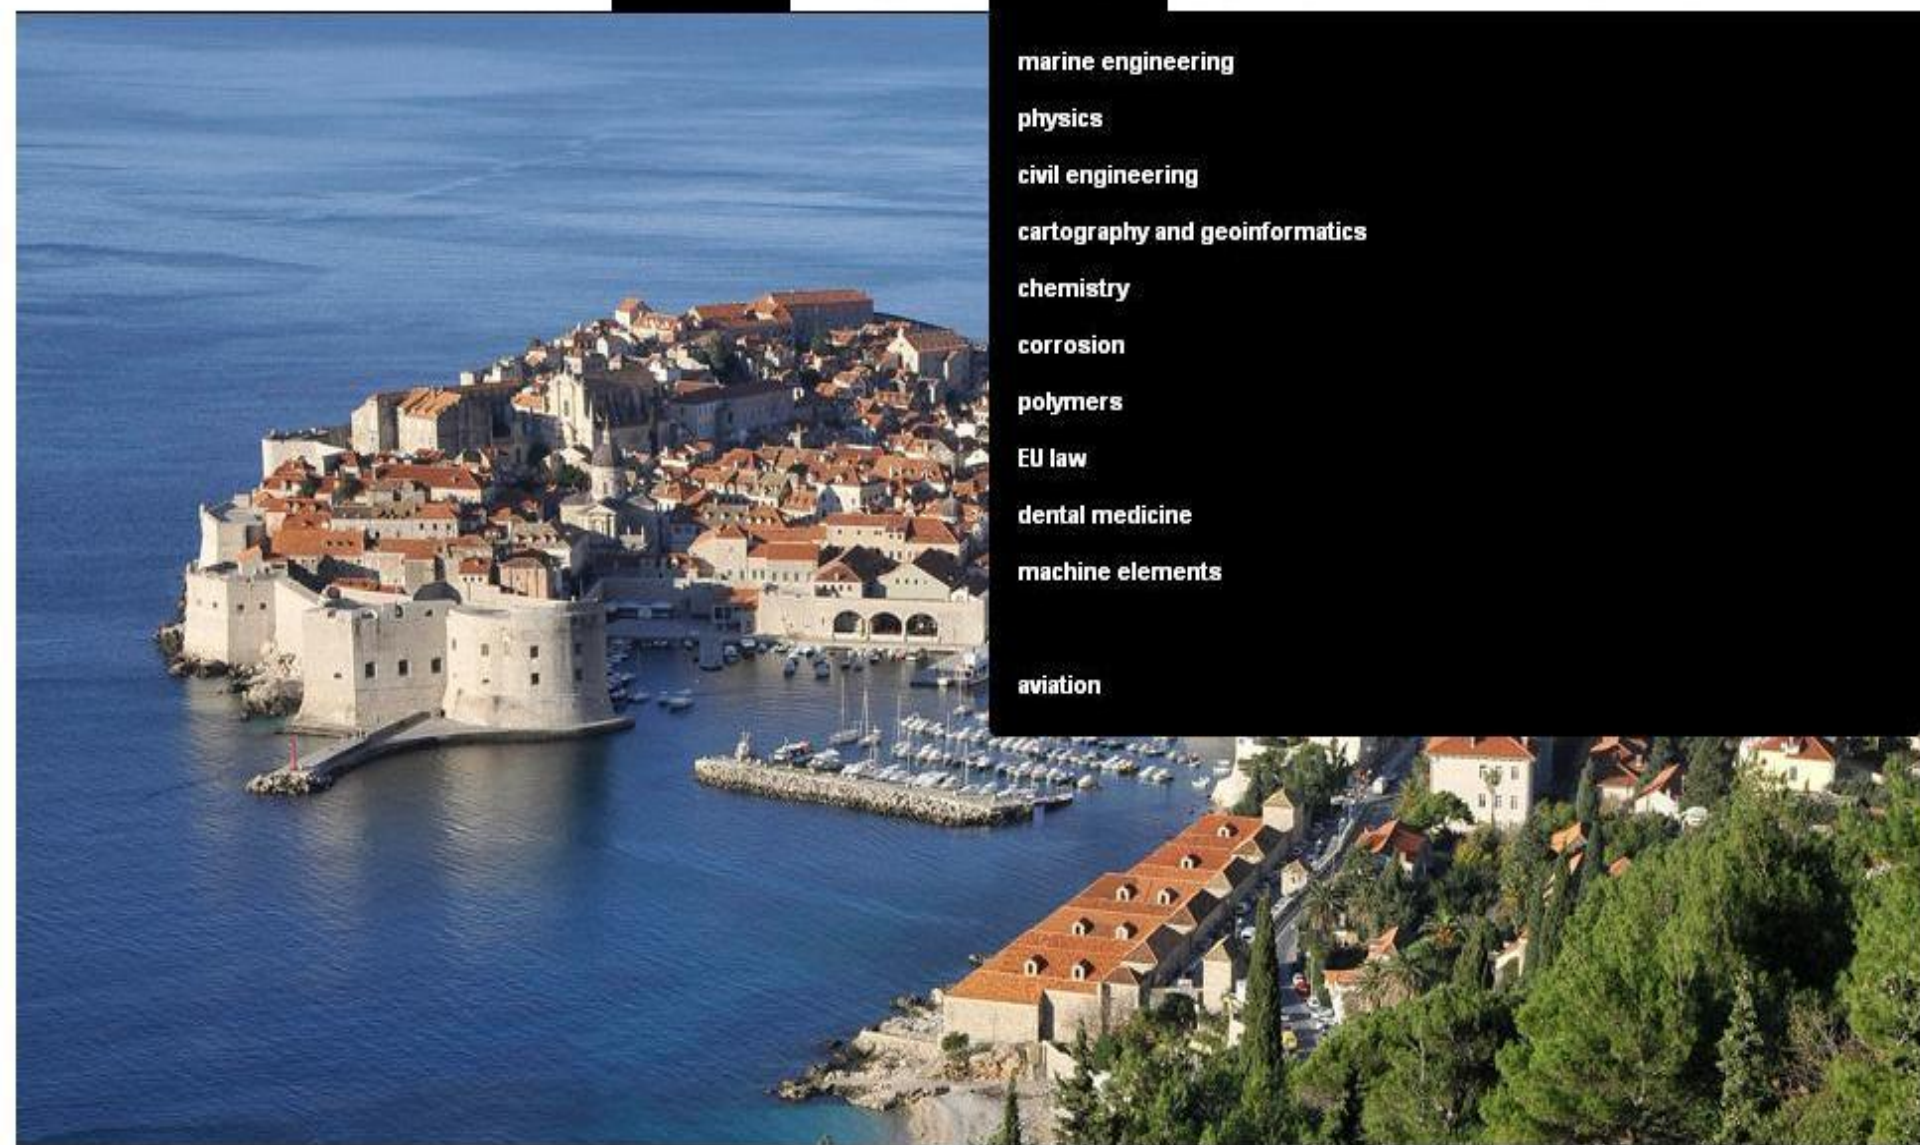 marine engineering
physics
civil engineering
cartography and geoinformatics
chemistry
corrosion
polymers
EU law
dental medicine
machine elements
aviation